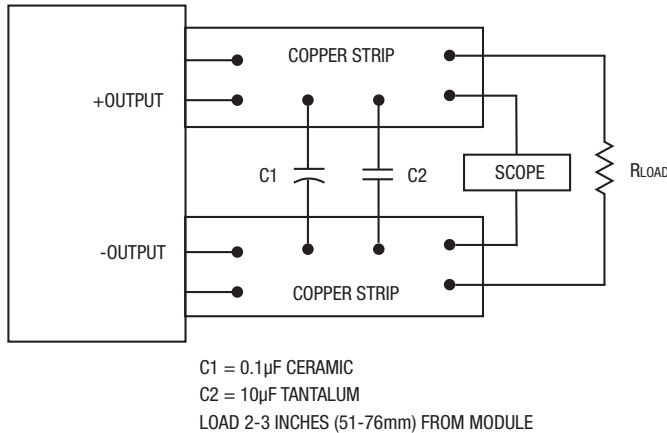 COPPER STRIP
+OUTPUT
C1
C2
SCOPE
RLOAD
-OUTPUT
COPPER STRIP
C1 = 0.1µF CERAMIC
C2 = 10µF TANTALUM
LOAD 2-3 INCHES (51-76mm) FROM MODULE